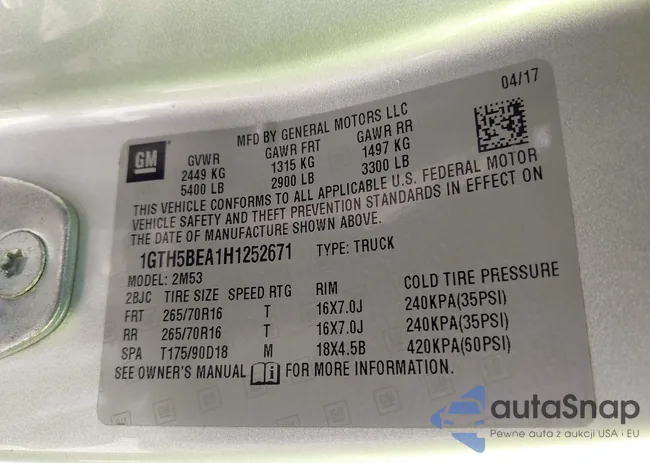 04/17
MFD BY GENERAL MOTORS LLC
GM GVWR GAWR FRT GAWR RR
2449 KG 1315 KG 1497 KG
5400 LB 2900 LB 3300 LB
THIS VEHICLE CONFORMS TO ALL APPLICABLE U.S. FEDERAL MOTOR
VEHICLE SAFETY AND THEFT PREVENTION STANDARDS IN EFFECT ON
THE DATE OF MANUFACTURE SHOWN ABOVE.
1GTH5BEA1H1252671 TYPE: TRUCK
MODEL: 2M53
2BJC TIRE SIZE SPEED RTG RIM COLD TIRE PRESSURE
FRT 265/70R16 T 16X7.0J 240KPA(35PSI)
RR 265/70R16 T 16X7.0J 240KPA(35PSI)
SPA T175/90D18 M 18X4.5B 420KPA(60PSI)
SEE OWNER'S MANUAL i FOR MORE INFORMATION.
autaSnap
Pewne auta z aukcji USA i EU